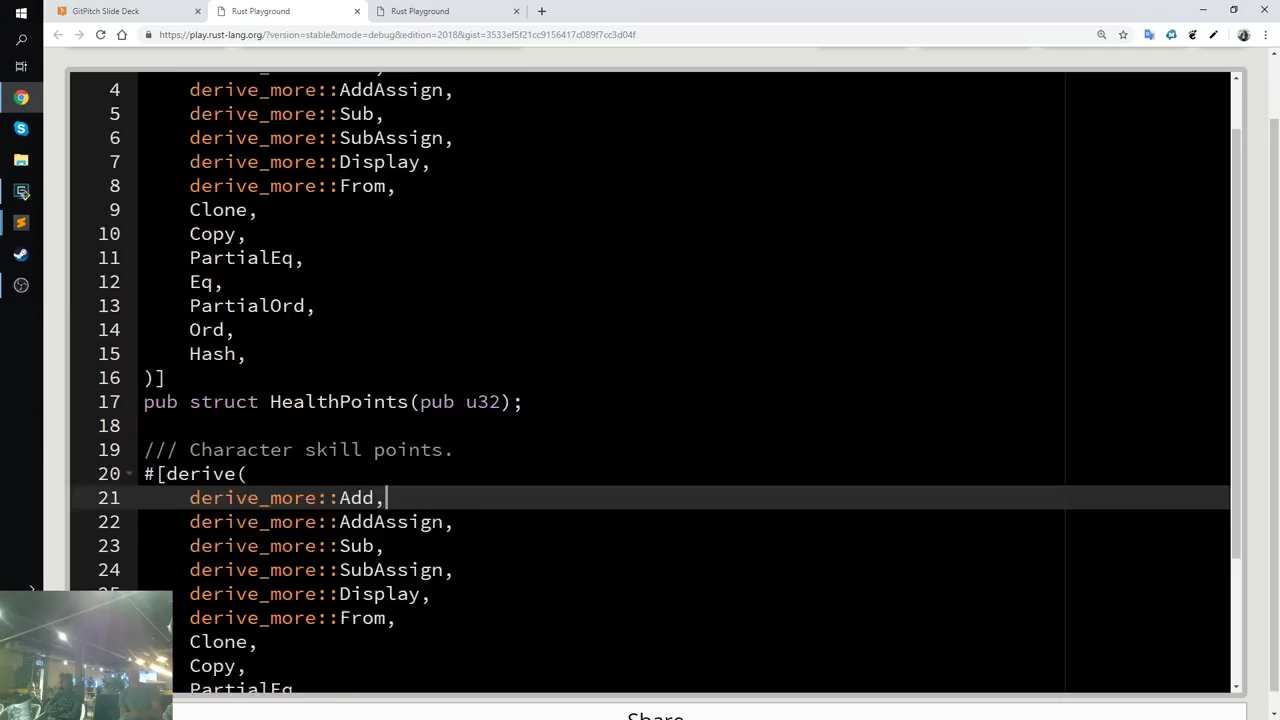 GitPitch Slide Deck
Rust Playground
Rust Playground
https://play.rust-lang.org/?version=stable&mode=debug&edition=2018&gist=3533ef5f21cc9156417c089f7cc3d04f
4 derive_more::AddAssign,
5 derive_more::Sub,
6 derive_more::SubAssign,
7 derive_more::Display,
8 derive_more::From,
9 Clone,
10 Copy,
11 PartialEq,
12 Eq,
13 PartialOrd,
14 Ord,
15 Hash,
16 )]
17 pub struct HealthPoints(pub u32);
18
19 /// Character skill points.
20 #[derive(
21 derive_more::Add,
22 derive_more::AddAssign,
23 derive_more::Sub,
24 derive_more::SubAssign,
derive_more::Display,
derive_more::From,
Clone,
Copy,
PartialEq
Share